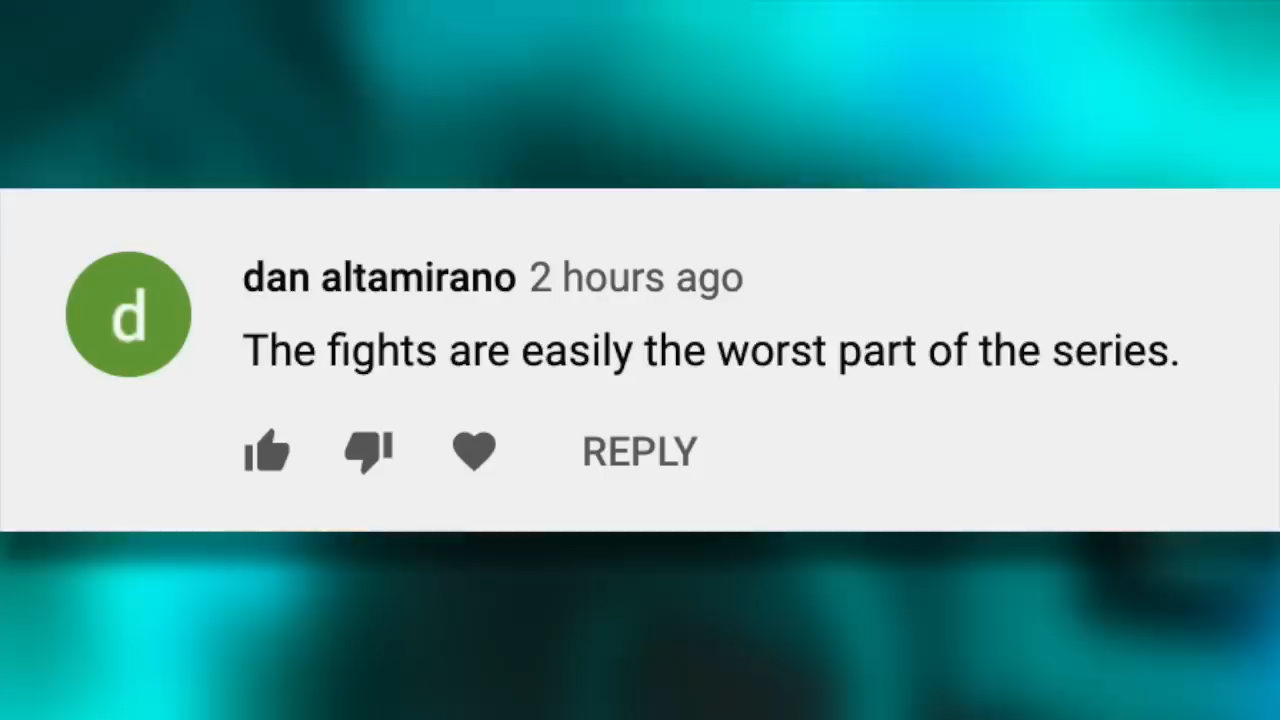 d
dan altamirano 2 hours ago
The fights are easily the worst part of the series.
REPLY